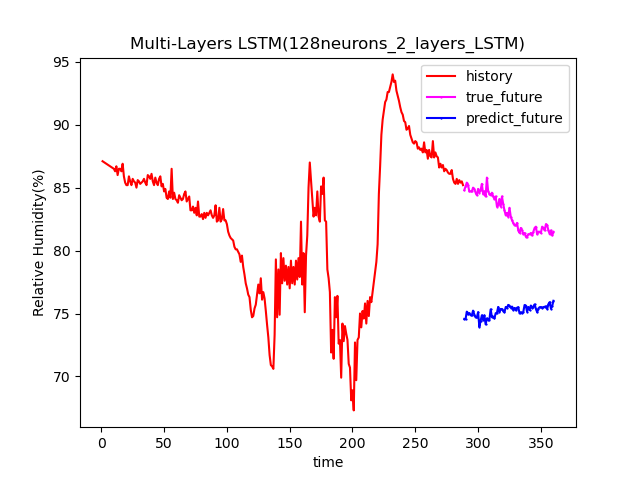 Multi-Layers LSTM(128neurons_2_layers_LSTM)
history
true_future
predict_future
Relative Humidity(%)
95
90
85
80
75
70
0 50 100 150 200 250 300 350
time